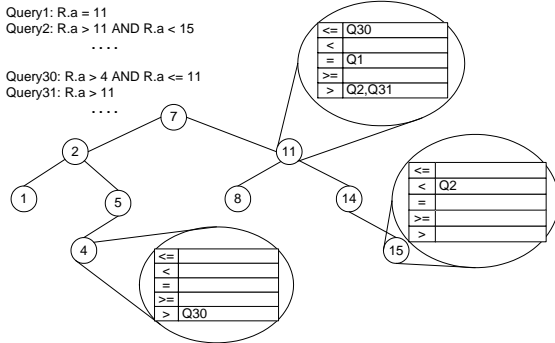 Query1: R.a = 11
Query2: R.a > 11 AND R.a < 15
....
Query30: R.a > 4 AND R.a <= 11
Query31: R.a > 11
....
<= Q30
<
= Q1
>=
> Q2,Q31
7
2
11
1
5
8
14
4
15
<=
< Q2
=
>=
>
<=
<
=
>=
> Q30